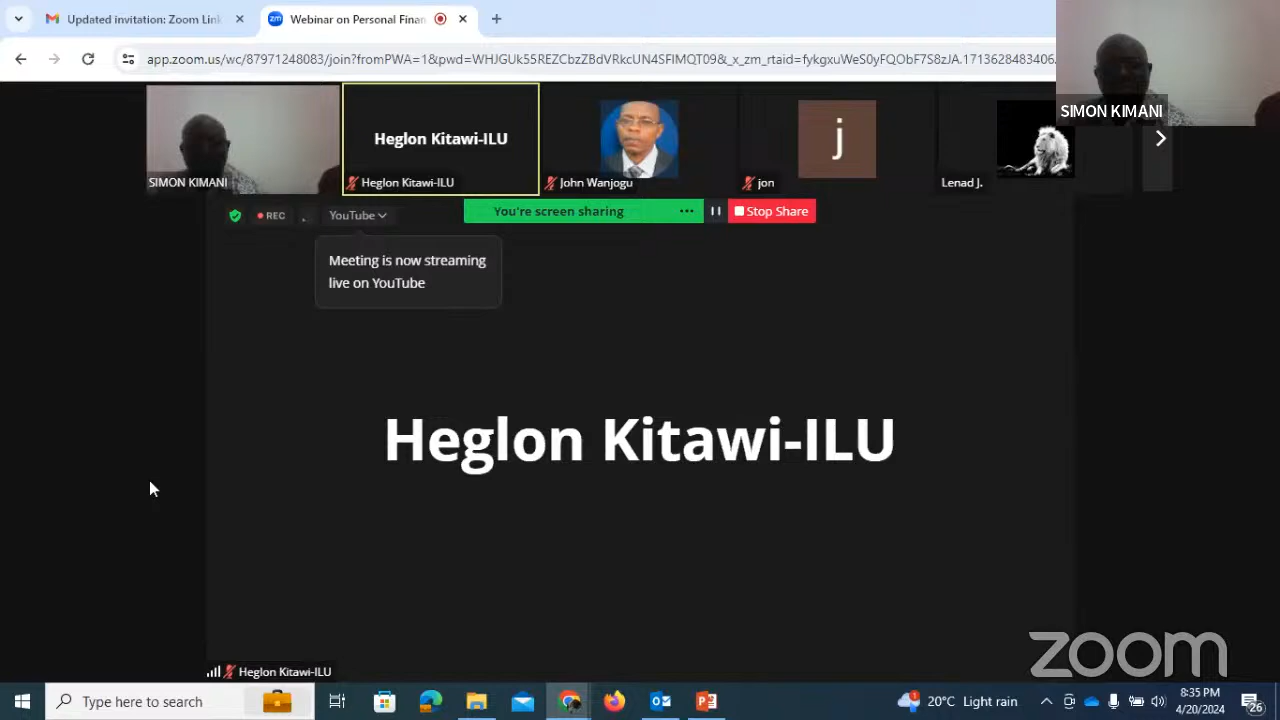 Updated invitation: Zoom Link
zm
Webinar on Personal Finan
app.zoom.us/wc/87971248083/join?fromPWA=1&pwd=WHJGUk55REZCbzZBdVRkcUN4SFlMQT09&_x_zm_rtaid=fykgxuWeS0yFQObF7S8zJA.1713628483406.
SIMON KIMANI
Heglon Kitawi-ILU
j
SIMON KIMANI
Heglon Kitawi-ILU
John Wanjogu
jon
Lenad J.
REC
YouTube
You're screen sharing
Stop Share
Meeting is now streaming
live on YouTube
Heglon Kitawi-ILU
Heglon Kitawi-ILU
zoom
Type here to search
1
20°C Light rain
8:35 PM
4/20/2024
26